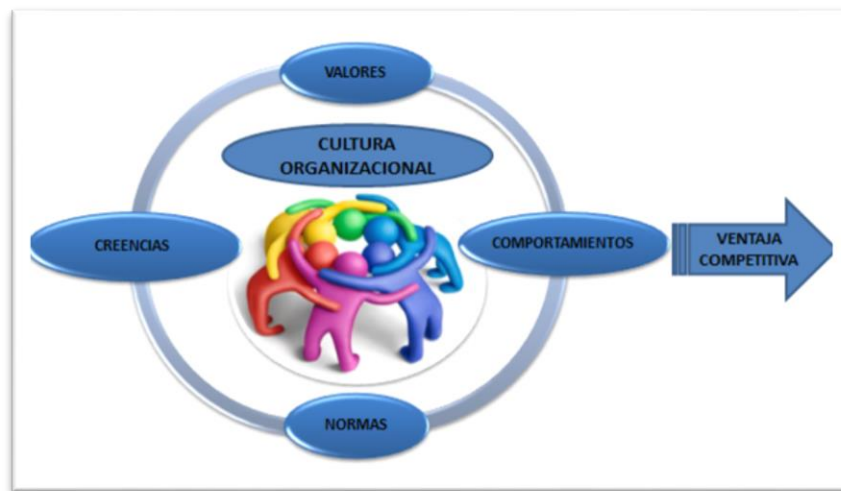 VALORES
CULTURA
ORGANIZACIONAL
CREENCIAS
COMPORTAMIENTOS
VENTAJA
COMPETITIVA
NORMAS